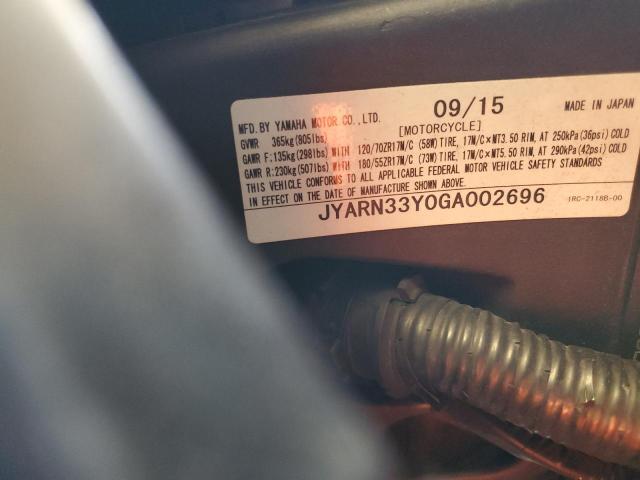 09/15 MADE IN JAPAN
MFD. BY YAMAHA MOTOR CO., LTD. [MOTORCYCLE]
GVWR 365kg(805lbs)
GAWR F:135kg(298lbs) WITH 120/70ZR17M/C (58W) TIRE, 17M/C×MT3.50 RIM, AT 250kPa(36psi) COLD
GAWR R:230kg(507lbs) WITH 180/55ZR17M/C (73W) TIRE, 17M/C×MT5.50 RIM, AT 290kPa(42psi) COLD
THIS VEHICLE CONFORMS TO ALL APPLICABLE FEDERAL MOTOR VEHICLE SAFETY STANDARDS
IN EFFECT ON THE DATE OF MANUFACTURE SHOWN ABOVE.
JYARN33Y0GA002696 1RC-2118B-00